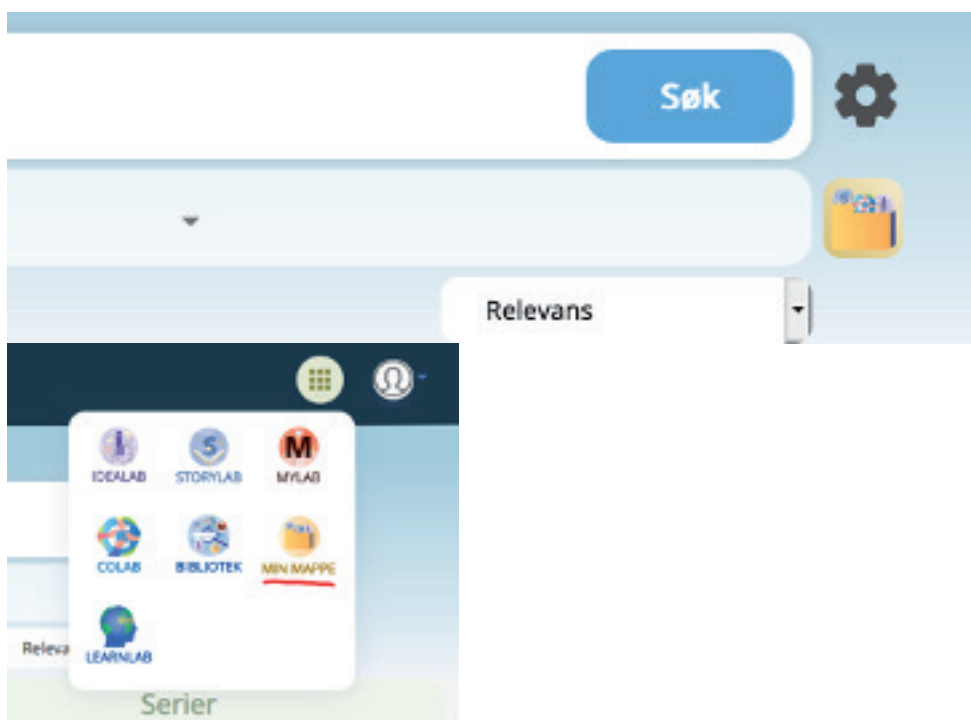 Søk
Relevans
IDEALAB STORYLAB MYLAB
COLAB BIBLIOTEK MIN MAPPE
Releva
LEARNLAB
Serier